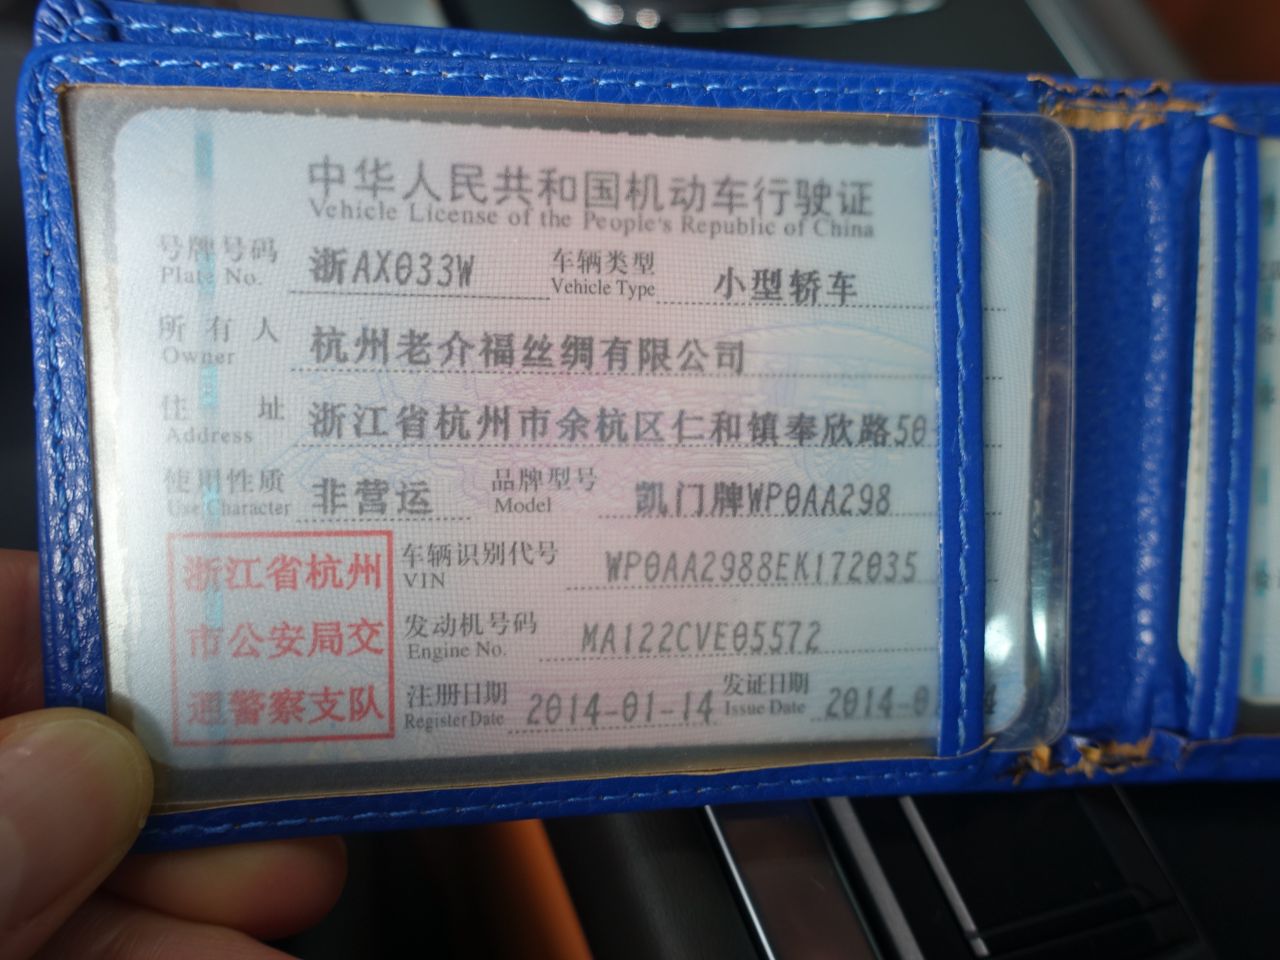 中华人民共和国机动车行驶证
Vehicle License of the People's Republic of China
号牌号码 浙AX033W 车辆类型 小型轿车
Plate No. Vehicle Type
所有人 杭州老介福丝绸有限公司
Owner
住址 浙江省杭州市余杭区仁和镇奉欣路50
Address
使用性质 非营运 品牌型号 凯门牌WP0AA298
Use Character Model
浙江省杭州 车辆识别代号 WP0AA2988EK172035
VIN
市公安局交 发动机号码 MA122CVE05572
Engine No.
通警察支队 注册日期 2014-01-14 发证日期 2014-0 4
Register Date Issue Date